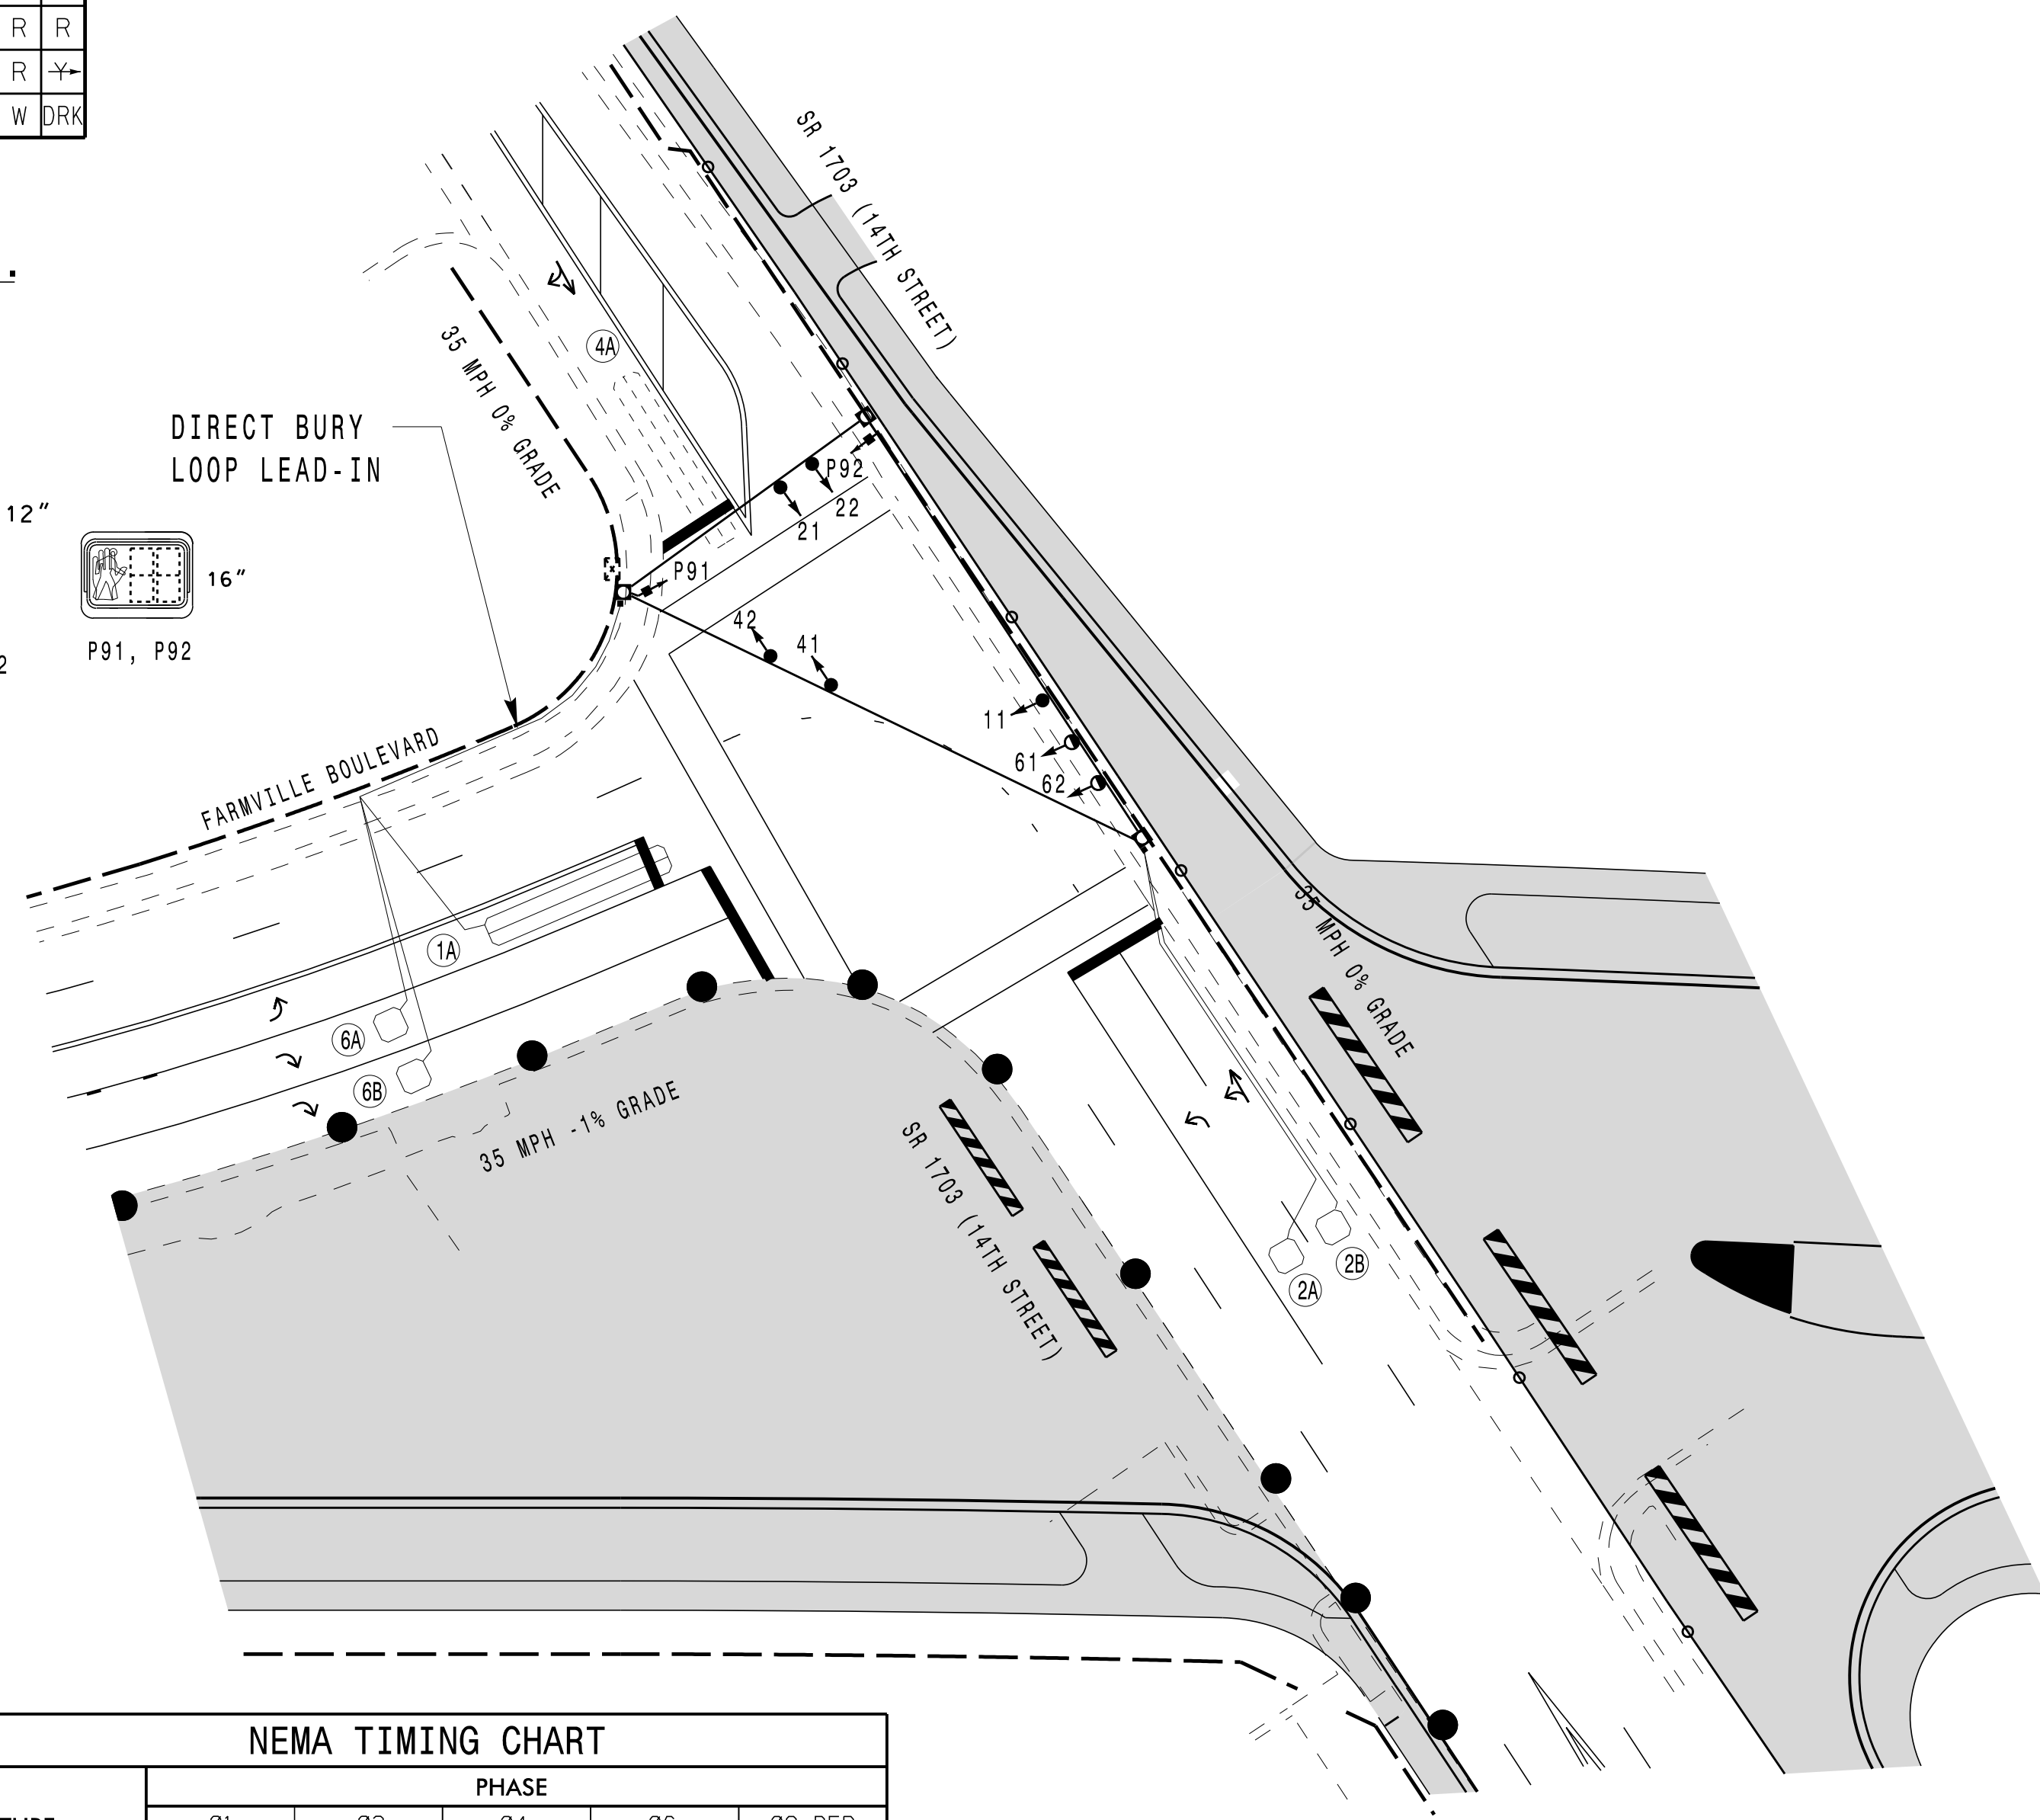 R R
R Y
W DRK
SR 1703 (14TH STREET)
4A
35 MPH 0% GRADE
DIRECT BURY
LOOP LEAD-IN
12"
16"
P91, P92
2
P92
22
21
P91
42
41
11
61
62
FARMVILLE BOULEVARD
1A
6A
6B
35 MPH 0% GRADE
35 MPH -1% GRADE
SR 1703 (14TH STREET)
2B
2A
NEMA TIMING CHART
PHASE